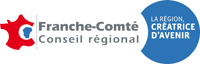 Franche-Comté
Conseil régional
LA RÉGION,
CRÉATRICE
D'AVENIR